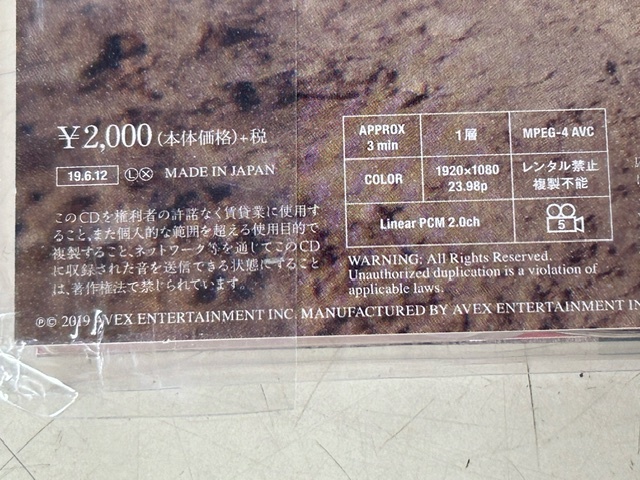 ¥2,000(本体価格)+税
19.6.12 Ⓛ MADE IN JAPAN
このCDを権利者の許諾なく賃貸業に使用す
ること、また個人的な範囲を超える使用目的で
複製すること、ネットワーク等を通じてこのCD
に収録された音を送信できる状態にすること
は、著作権法で禁じられています。
APPROX
3 min
1層
MPEG-4 AVC
COLOR
1920×1080
23.98p
レンタル禁止
複製不能
Linear PCM 2.0ch
5
WARNING: All Rights Reserved.
Unauthorized duplication is a violation of
applicable laws.
℗© 2019 AVEX ENTERTAINMENT INC. MANUFACTURED BY AVEX ENTERTAINMENT IN